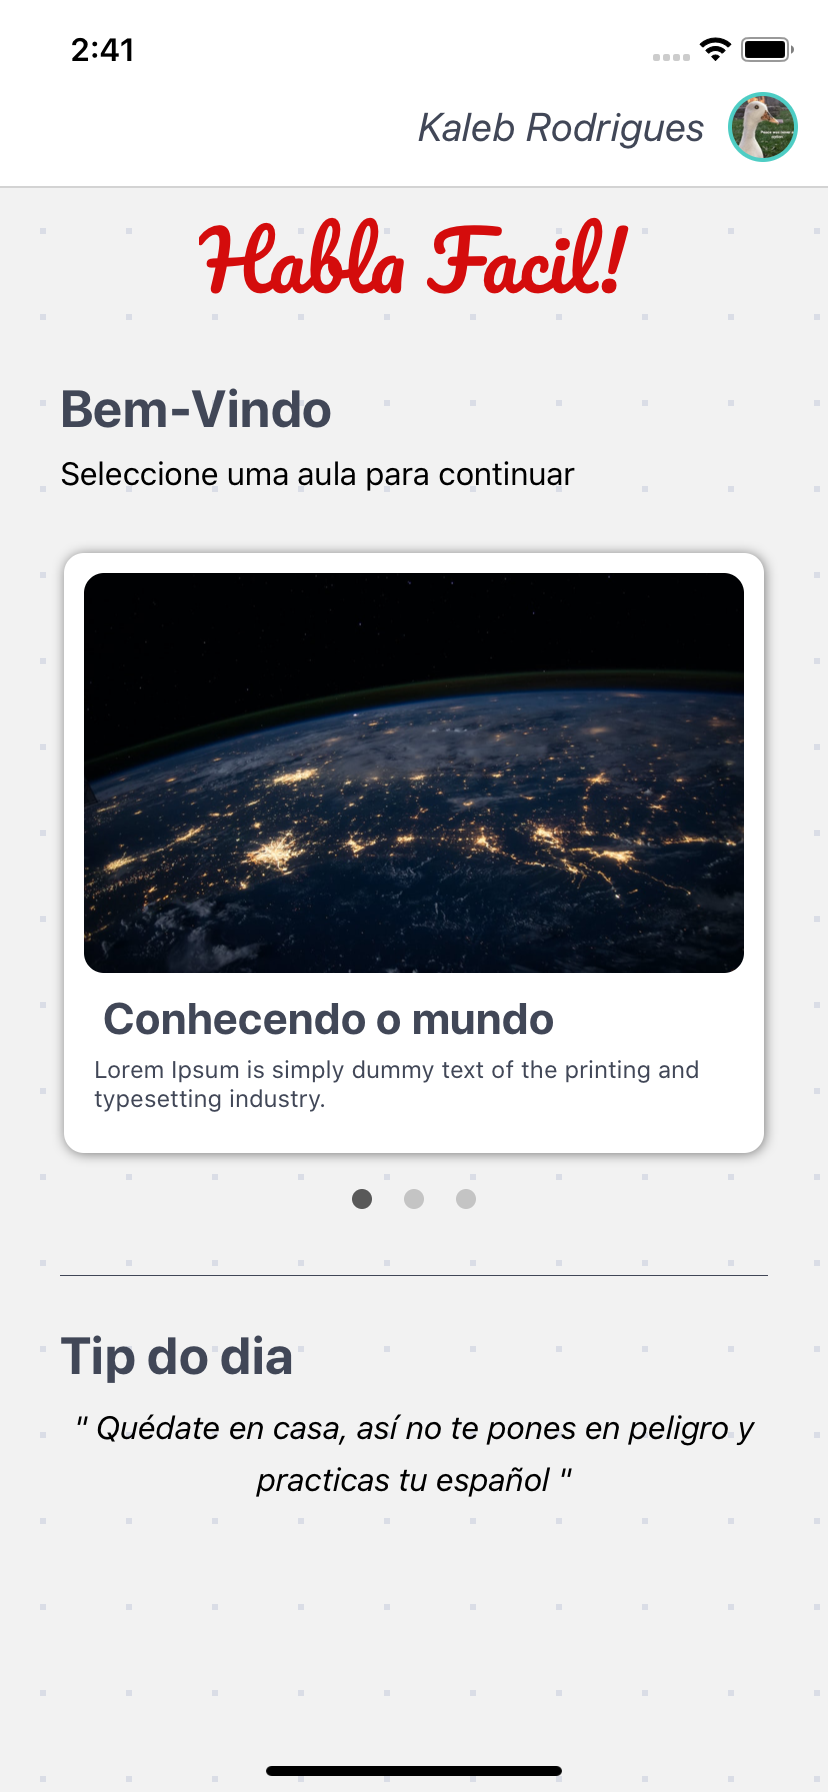 2:41
Kaleb Rodrigues
Habla Facil!
Bem-Vindo
Seleccione uma aula para continuar
Conhecendo o mundo
Lorem Ipsum is simply dummy text of the printing and
typesetting industry.
Tip do dia
" Quédate en casa, así no te pones en peligro y
practicas tu español "